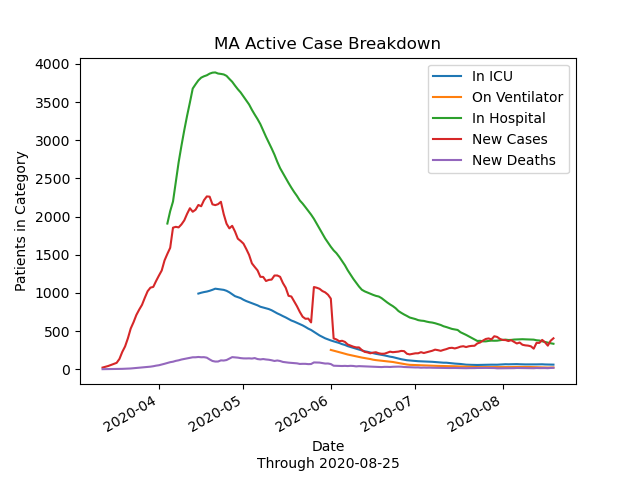 MA Active Case Breakdown
In ICU
On Ventilator
In Hospital
New Cases
New Deaths
Patients in Category
4000
3500
3000
2500
2000
1500
1000
500
0
2020-04
2020-05
2020-06
2020-07
2020-08
Date
Through 2020-08-25